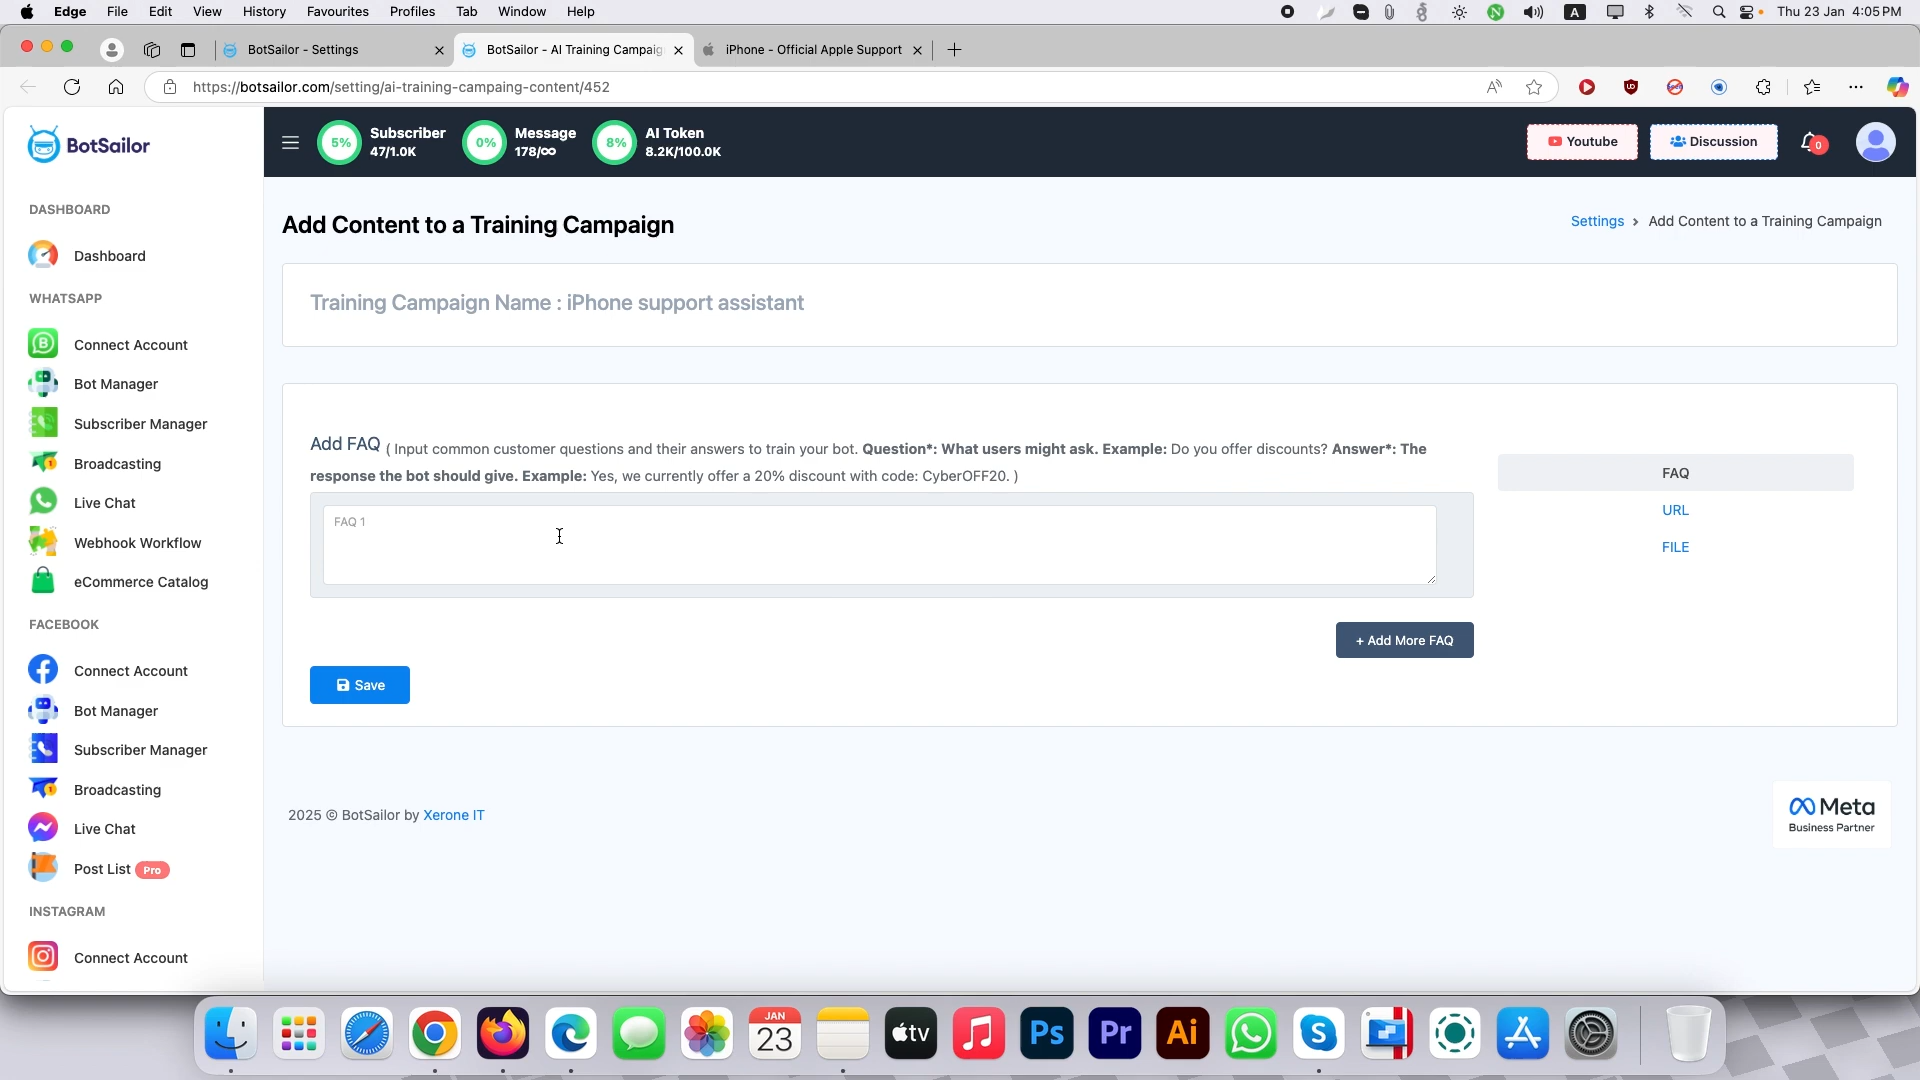 Edge File Edit View History Favourites Profiles Tab Window Help A Thu 23 Jan 4:05 PM
BotSailor - Settings BotSailor - AI Training Campaig iPhone - Official Apple Support
https://botsailor.com/setting/ai-training-campaing-content/452
BotSailor
5% Subscriber 47/1.0K
0% Message 178/∞
8% AI Token 8.2K/100.0K
Youtube
Discussion
0
DASHBOARD
Dashboard
WHATSAPP
Connect Account
Bot Manager
Subscriber Manager
Broadcasting
Live Chat
Webhook Workflow
eCommerce Catalog
FACEBOOK
Connect Account
Bot Manager
Subscriber Manager
Broadcasting
Live Chat
Post List Pro
INSTAGRAM
Connect Account
Add Content to a Training Campaign
Settings > Add Content to a Training Campaign
Training Campaign Name : iPhone support assistant
Add FAQ ( Input common customer questions and their answers to train your bot. Question*: What users might ask. Example: Do you offer discounts? Answer*: The
response the bot should give. Example: Yes, we currently offer a 20% discount with code: CyberOFF20. )
FAQ 1
+ Add More FAQ
Save
FAQ
URL
FILE
2025 © BotSailor by Xerone IT
Meta
Business Partner
JAN
23
tv
Ps
Pr
Ai